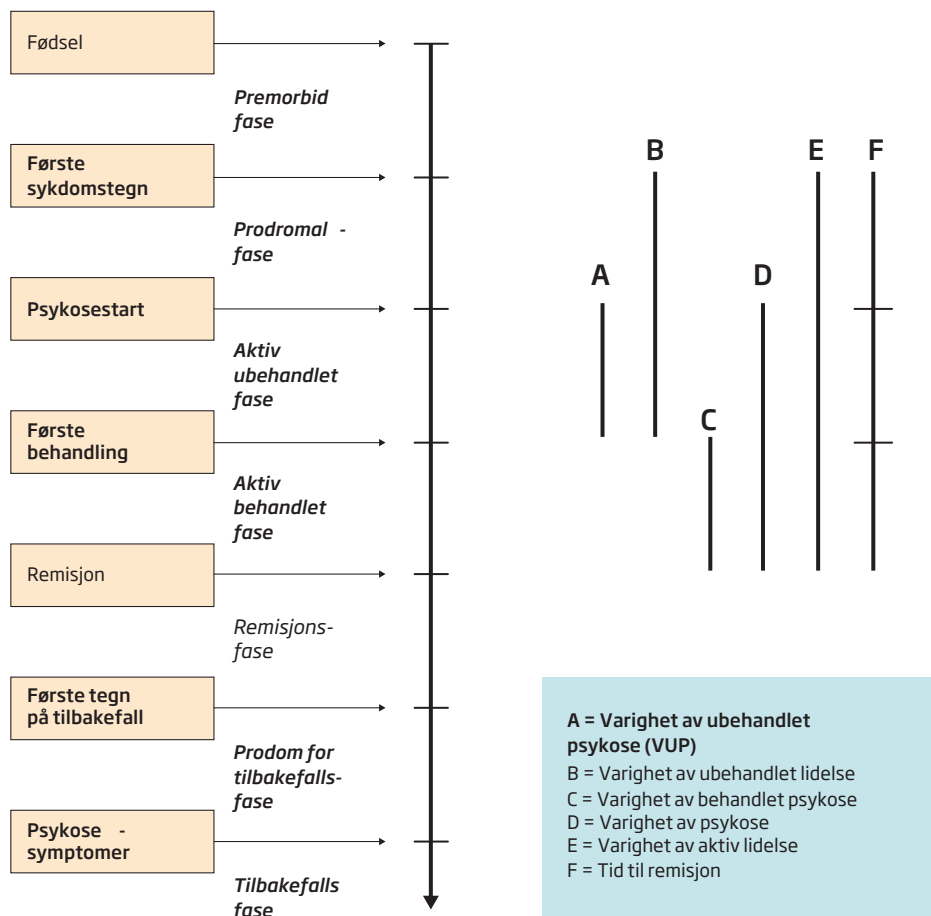 Fødsel
Premorbid
fase
Første
sykdomstegn
Prodromal -
fase
Psykosestart
Aktiv
ubehandlet
fase
Første
behandling
Aktiv
behandlet
fase
Remisjon
Remisjons-
fase
Første tegn
på tilbakefall
Prodom for
tilbakefalls-
fase
Psykose -
symptomer
Tilbakefalls
fase
B
E
F
A
D
C
A = Varighet av ubehandlet
psykose (VUP)
B = Varighet av ubehandlet lidelse
C = Varighet av behandlet psykose
D = Varighet av psykose
E = Varighet av aktiv lidelse
F = Tid til remisjon